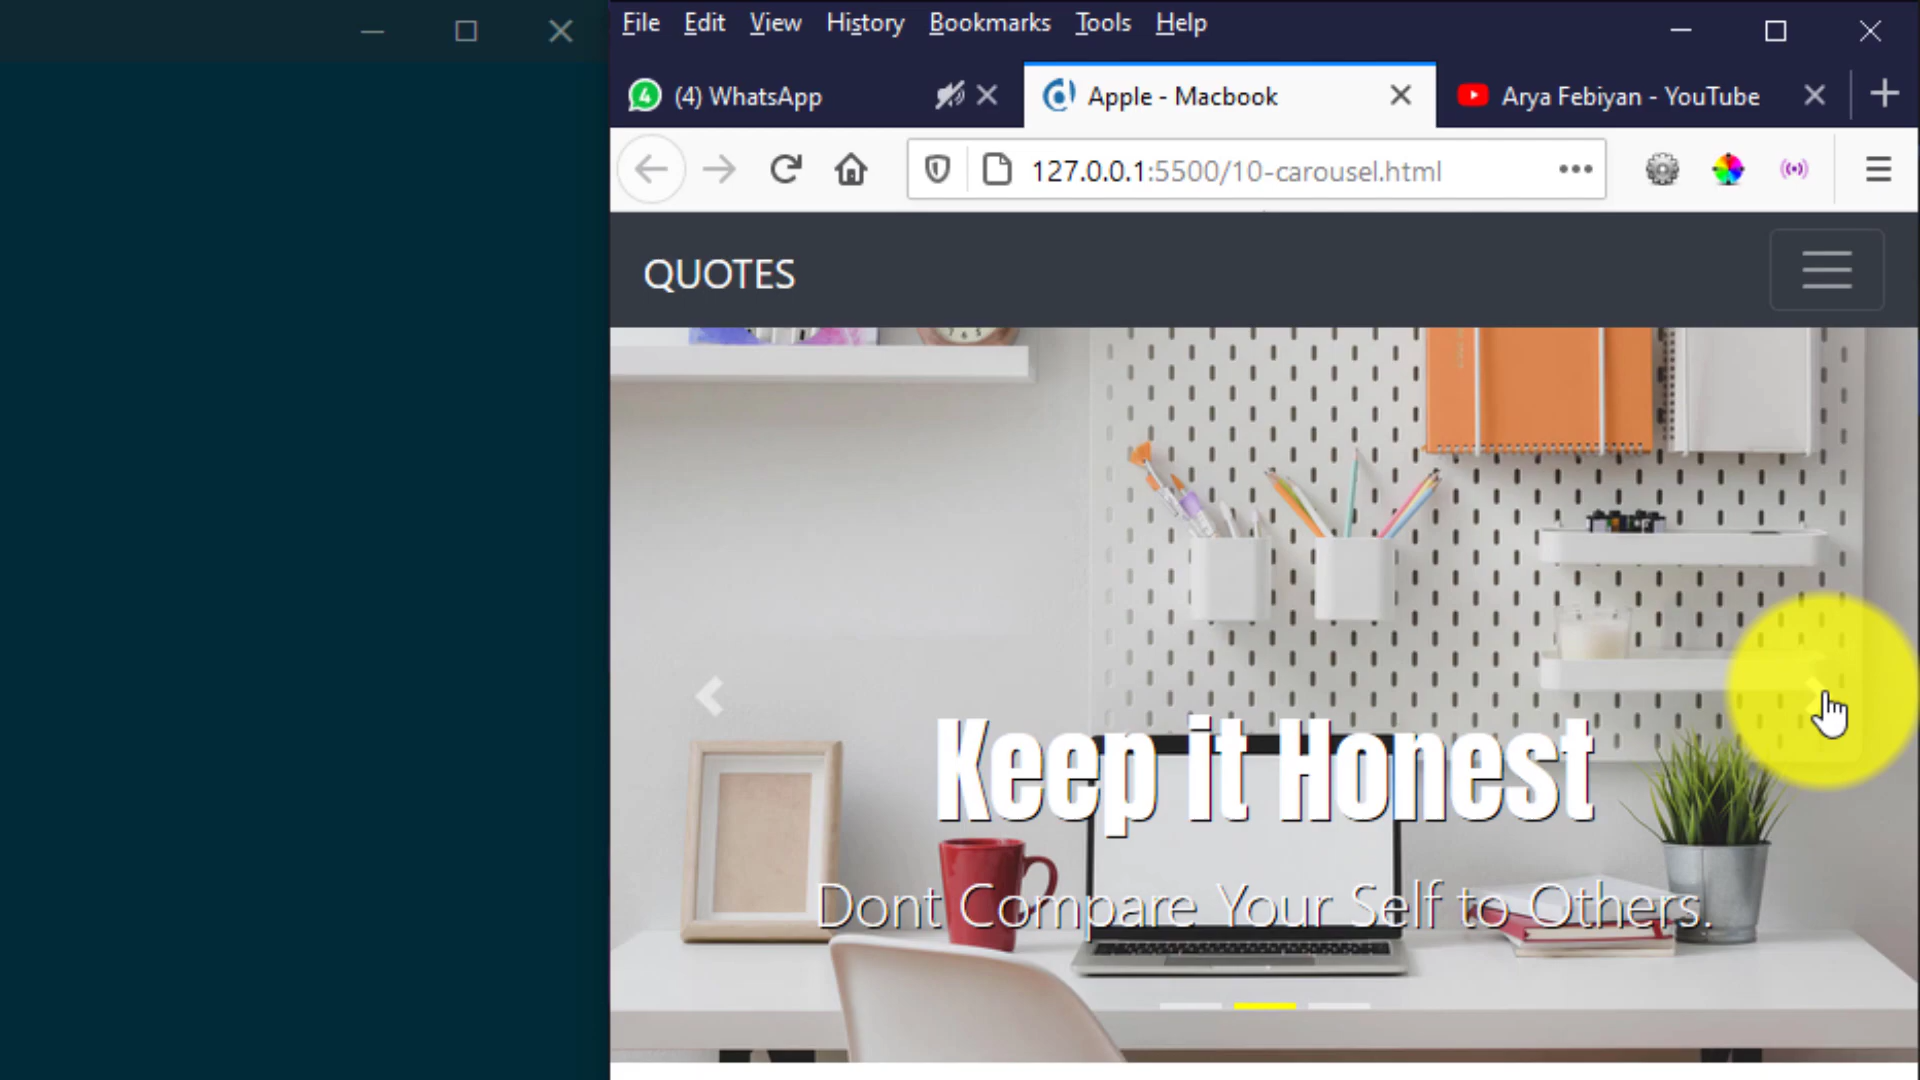 File Edit View History Bookmarks Tools Help
4 (4) WhatsApp
Apple - Macbook
Arya Febiyan - YouTube
127.0.0.1:5500/10-carousel.html
QUOTES
Keep it Honest
Dont Compare Your Self to Others.